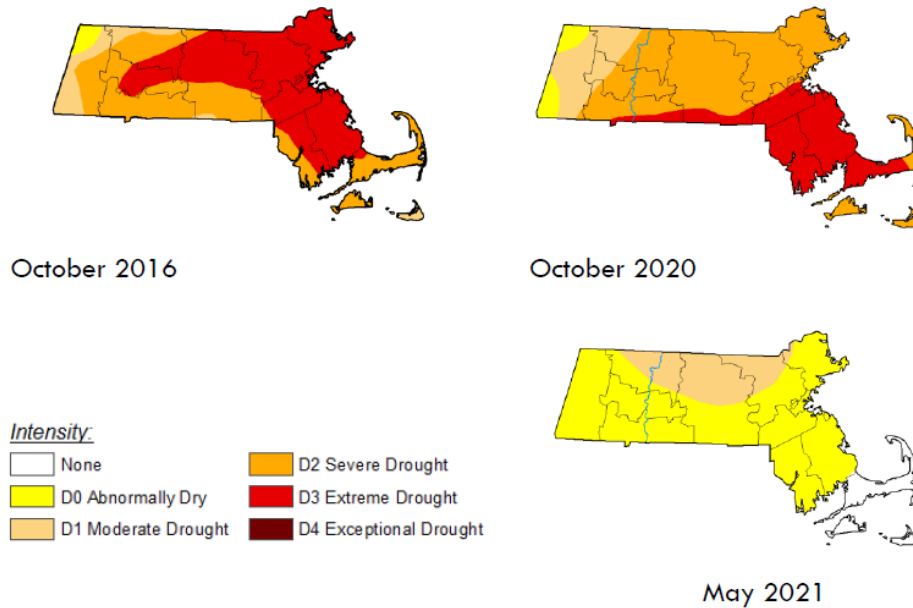 October 2016
October 2020
Intensity:
None
D0 Abnormally Dry
D1 Moderate Drought
D2 Severe Drought
D3 Extreme Drought
D4 Exceptional Drought
May 2021